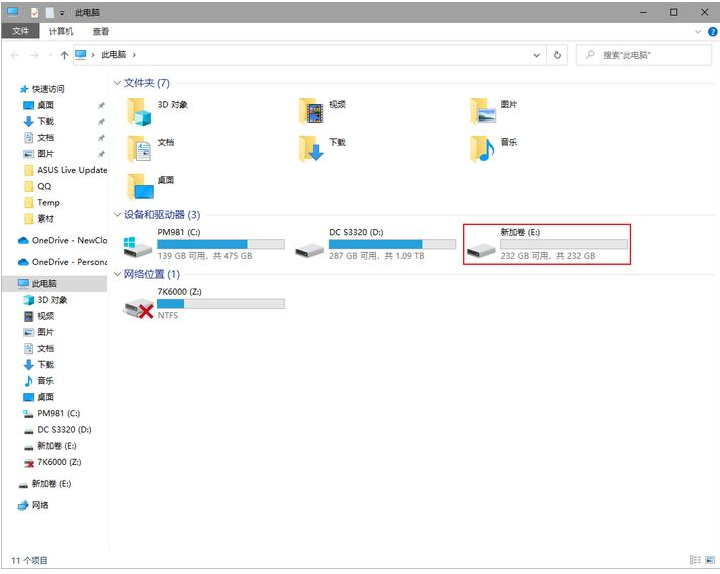 此电脑
文件 计算机 查看
此电脑
搜索"此电脑"
快速访问
桌面
下载
文档
图片
ASUS Live Update
QQ
Temp
素材
OneDrive - NewClo
OneDrive - Persona
此电脑
3D 对象
视频
图片
文档
下载
音乐
桌面
PM981 (C:)
DC S3320 (D:)
新加卷 (E:)
7K6000 (Z:)
新加卷 (E:)
网络
文件夹 (7)
3D 对象 视频 图片
文档 下载 音乐
桌面
设备和驱动器 (3)
PM981 (C:) DC S3320 (D:) 新加卷 (E:)
139 GB 可用，共 475 GB 287 GB 可用，共 1.09 TB 232 GB 可用，共 232 GB
网络位置 (1)
7K6000 (Z:)
NTFS
11 个项目